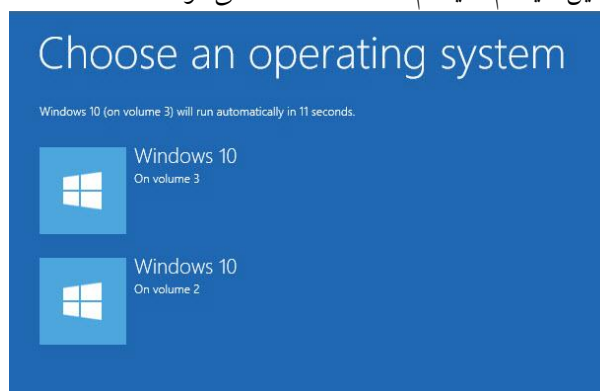 Choose an operating system
Windows 10 (on volume 3) will run automatically in 11 seconds.
Windows 10
On volume 3
Windows 10
On volume 2